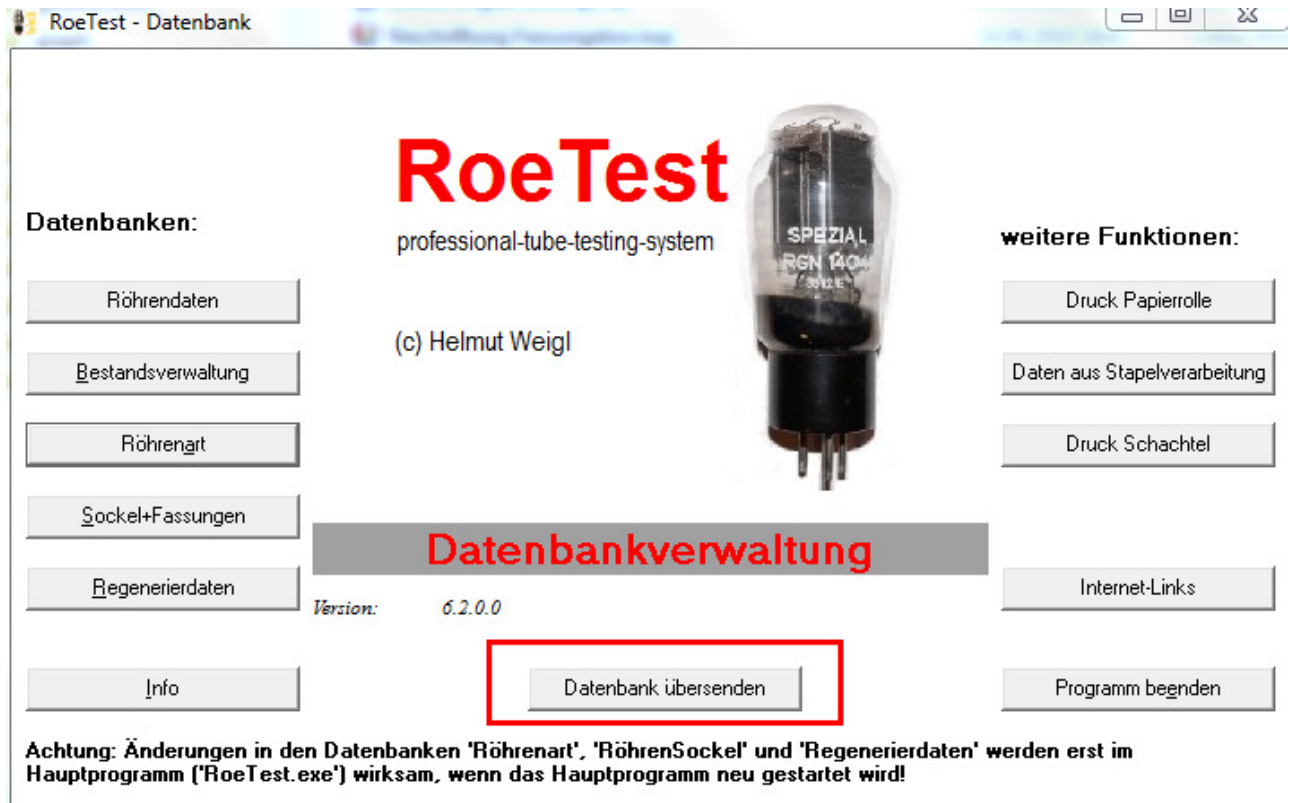 RoeTest - Datenbank
RoeTest
professional-tube-testing-system
(c) Helmut Weigl
SPEZIAL
RGN 1404
Datenbanken:
Röhrendaten
Bestandsverwaltung
Röhrenart
Sockel+Fassungen
Regenerierdaten
Info
weitere Funktionen:
Druck Papierrolle
Daten aus Stapelverarbeitung
Druck Schachtel
Internet-Links
Programm beenden
Datenbankverwaltung
Version: 6.2.0.0
Datenbank übersenden
Achtung: Änderungen in den Datenbanken 'Röhrenart', 'RöhrenSockel' und 'Regenerierdaten' werden erst im
Hauptprogramm ('RoeTest.exe') wirksam, wenn das Hauptprogramm neu gestartet wird!